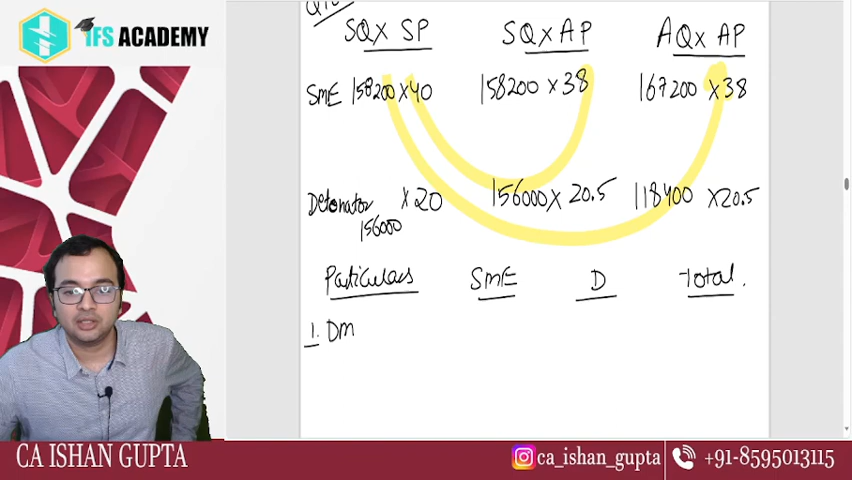 IFS ACADEMY
SQX SP SQXAP AQX AP
SME 158200X40 158200 X38 167200 X38
Detonator X20 156000X 20.5 118400 X20.5
156000
Particulars SME D Total.
1. DM
CA ISHAN GUPTA ca_ishan_gupta +91-8595013115